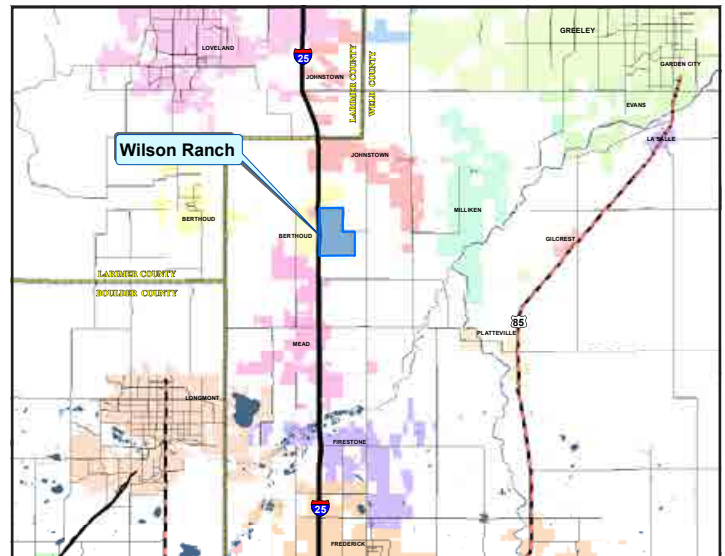 GREELEY
LOVELAND
25
GARDEN CITY
JOHNSTOWN
LARIMER COUNTY
WELD COUNTY
EVANS
LA SALLE
Wilson Ranch
JOHNSTOWN
BERTHOUD
MILLIKEN
BERTHOUD
GILCREST
LARIMER COUNTY
BOULDER COUNTY
85
PLATTEVILLE
MEAD
LONGMONT
FIRESTONE
25
FREDERICK